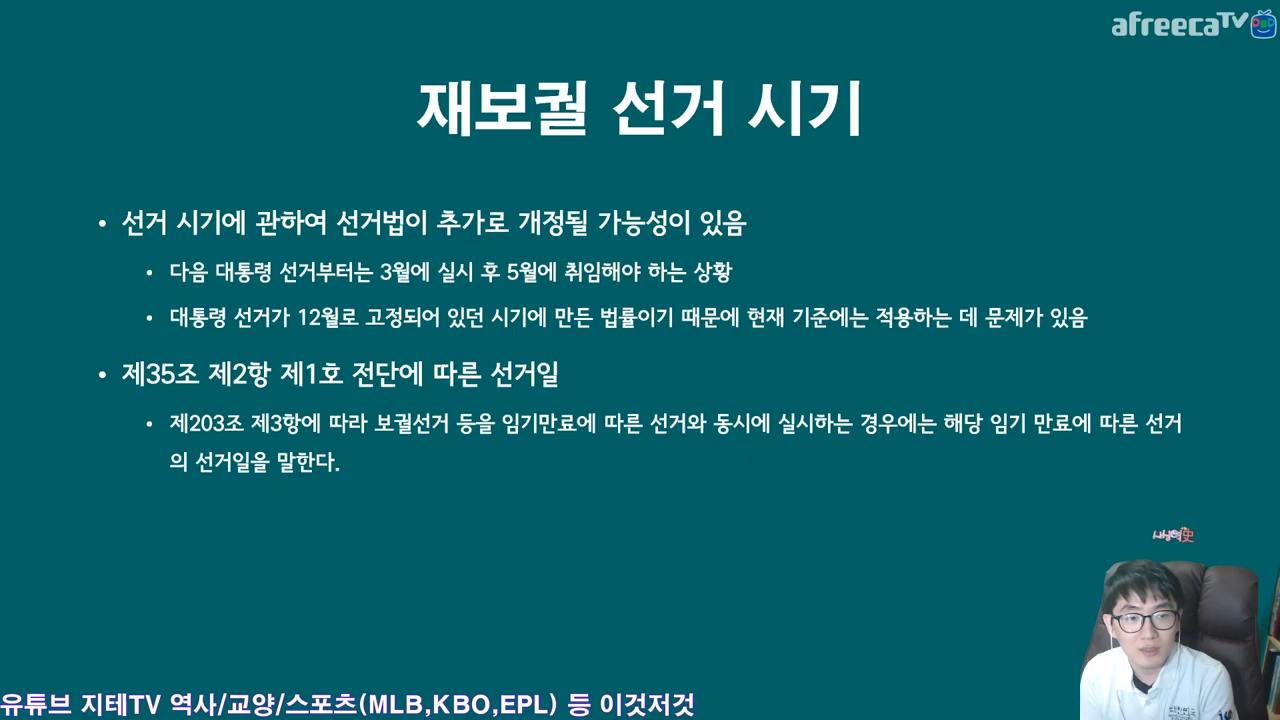 afreecaTV
재보궐 선거 시기
• 선거 시기에 관하여 선거법이 추가로 개정될 가능성이 있음
• 다음 대통령 선거부터는 3월에 실시 후 5월에 취임해야 하는 상황
• 대통령 선거가 12월로 고정되어 있던 시기에 만든 법률이기 때문에 현재 기준에는 적용하는 데 문제가 있음
• 제35조 제2항 제1호 전단에 따른 선거일
• 제203조 제3항에 따라 보궐선거 등을 임기만료에 따른 선거와 동시에 실시하는 경우에는 해당 임기 만료에 따른 선거
의 선거일을 말한다.
유튜브 지테TV 역사/교양/스포츠(MLB,KBO,EPL) 등 이것저것